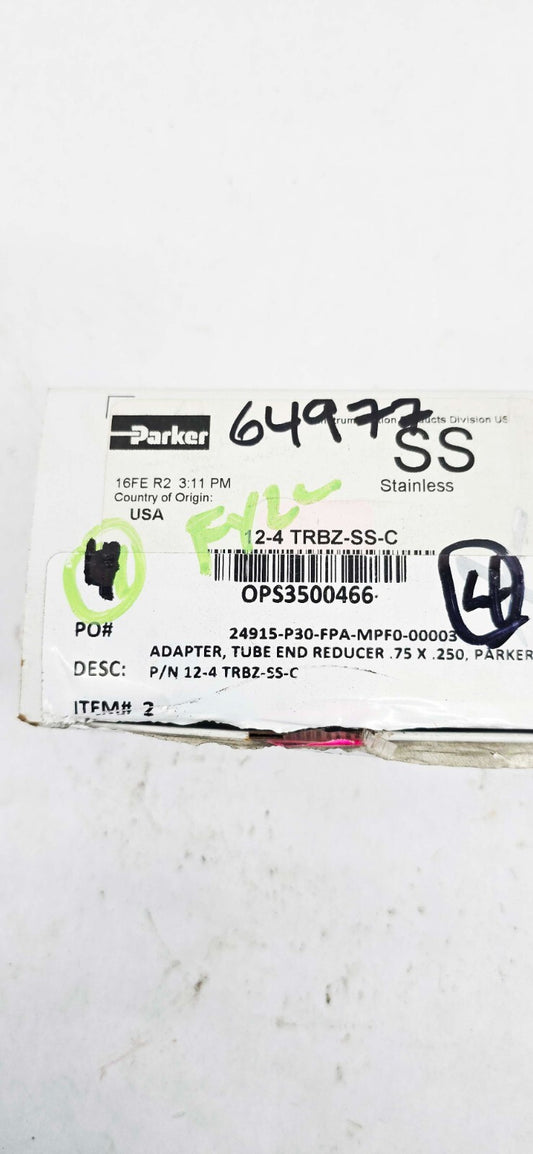 Parker
64977
Products Division US
SS
Stainless
16FE R2 3:11 PM
Country of Origin:
USA
12-4 TRBZ-SS-C
OPS3500466
4
PO# 24915-P30-FPA-MPF0-00003
DESC: ADAPTER, TUBE END REDUCER .75 X .250, PARKER
P/N 12-4 TRBZ-SS-C
ITEM# 2